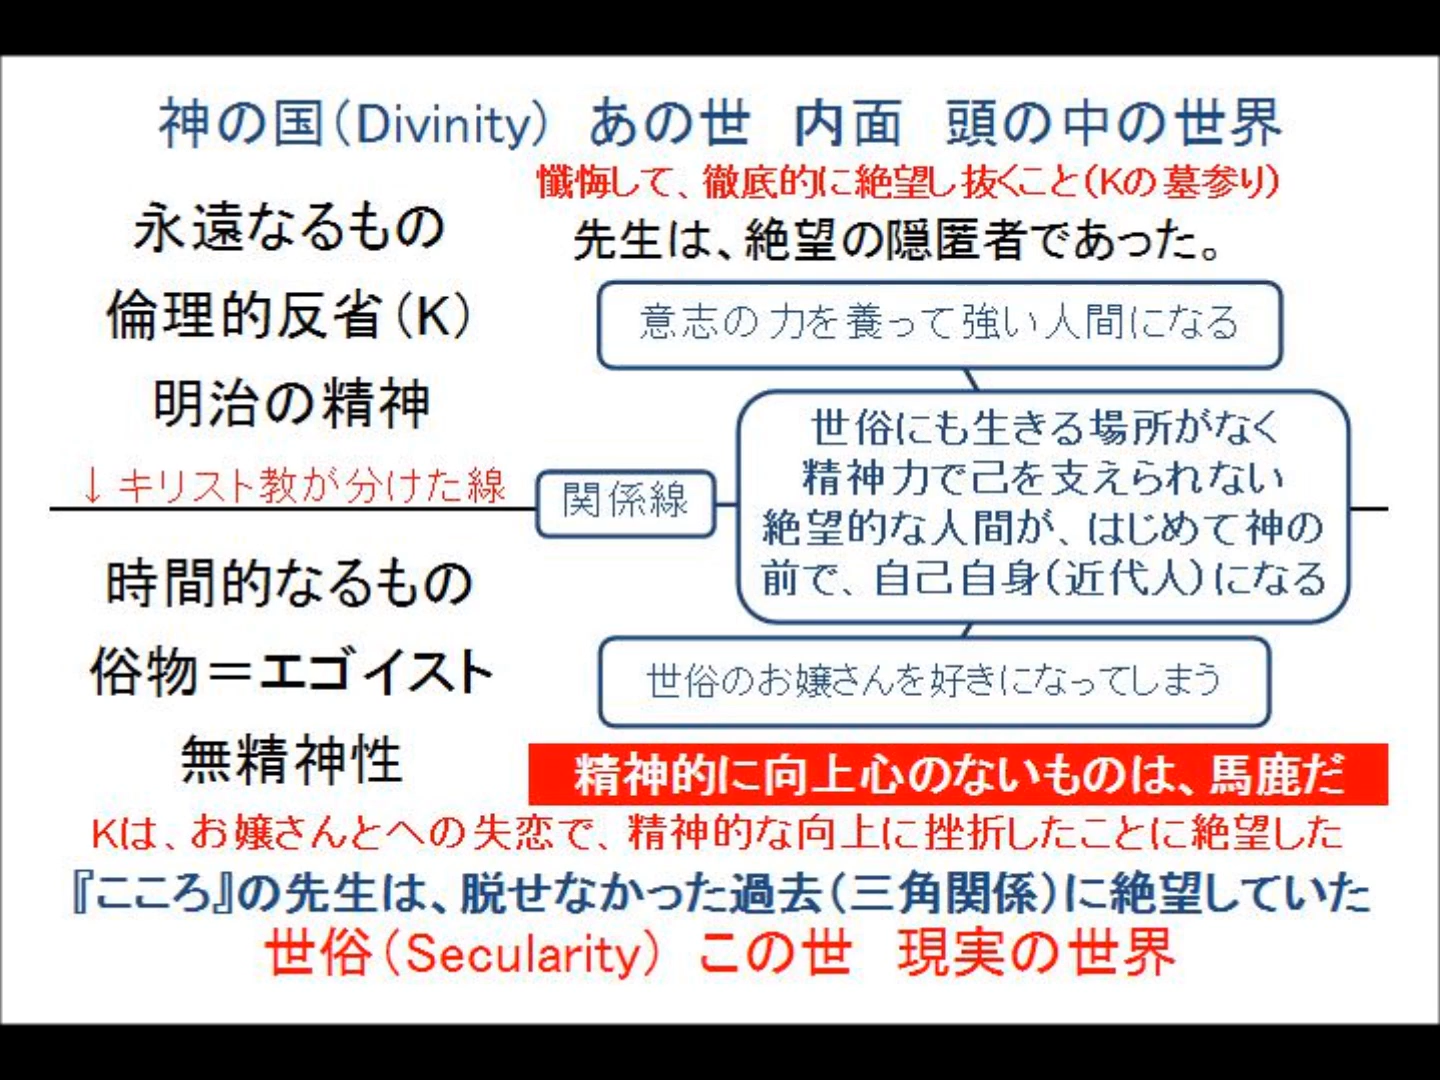 神の国(Divinity) あの世 内面 頭の中の世界
懺悔して、徹底的に絶望し抜くこと(Kの墓参り)
永遠なるもの
先生は、絶望の隠匿者であった。
倫理的反省(K)
意志の力を養って強い人間になる
明治の精神
世俗にも生きる場所がなく
精神力で己を支えられない
絶望的な人間が、はじめて神の
前で、自己自身(近代人)になる
↓キリスト教が分けた線
関係線
時間的なるもの
俗物=エゴイスト
世俗のお嬢さんを好きになってしまう
無精神性
精神的に向上心のないものは、馬鹿だ
Kは、お嬢さんとへの失恋で、精神的な向上に挫折したことに絶望した
『こころ』の先生は、脱せなかった過去(三角関係)に絶望していた
世俗(Secularity) この世 現実の世界